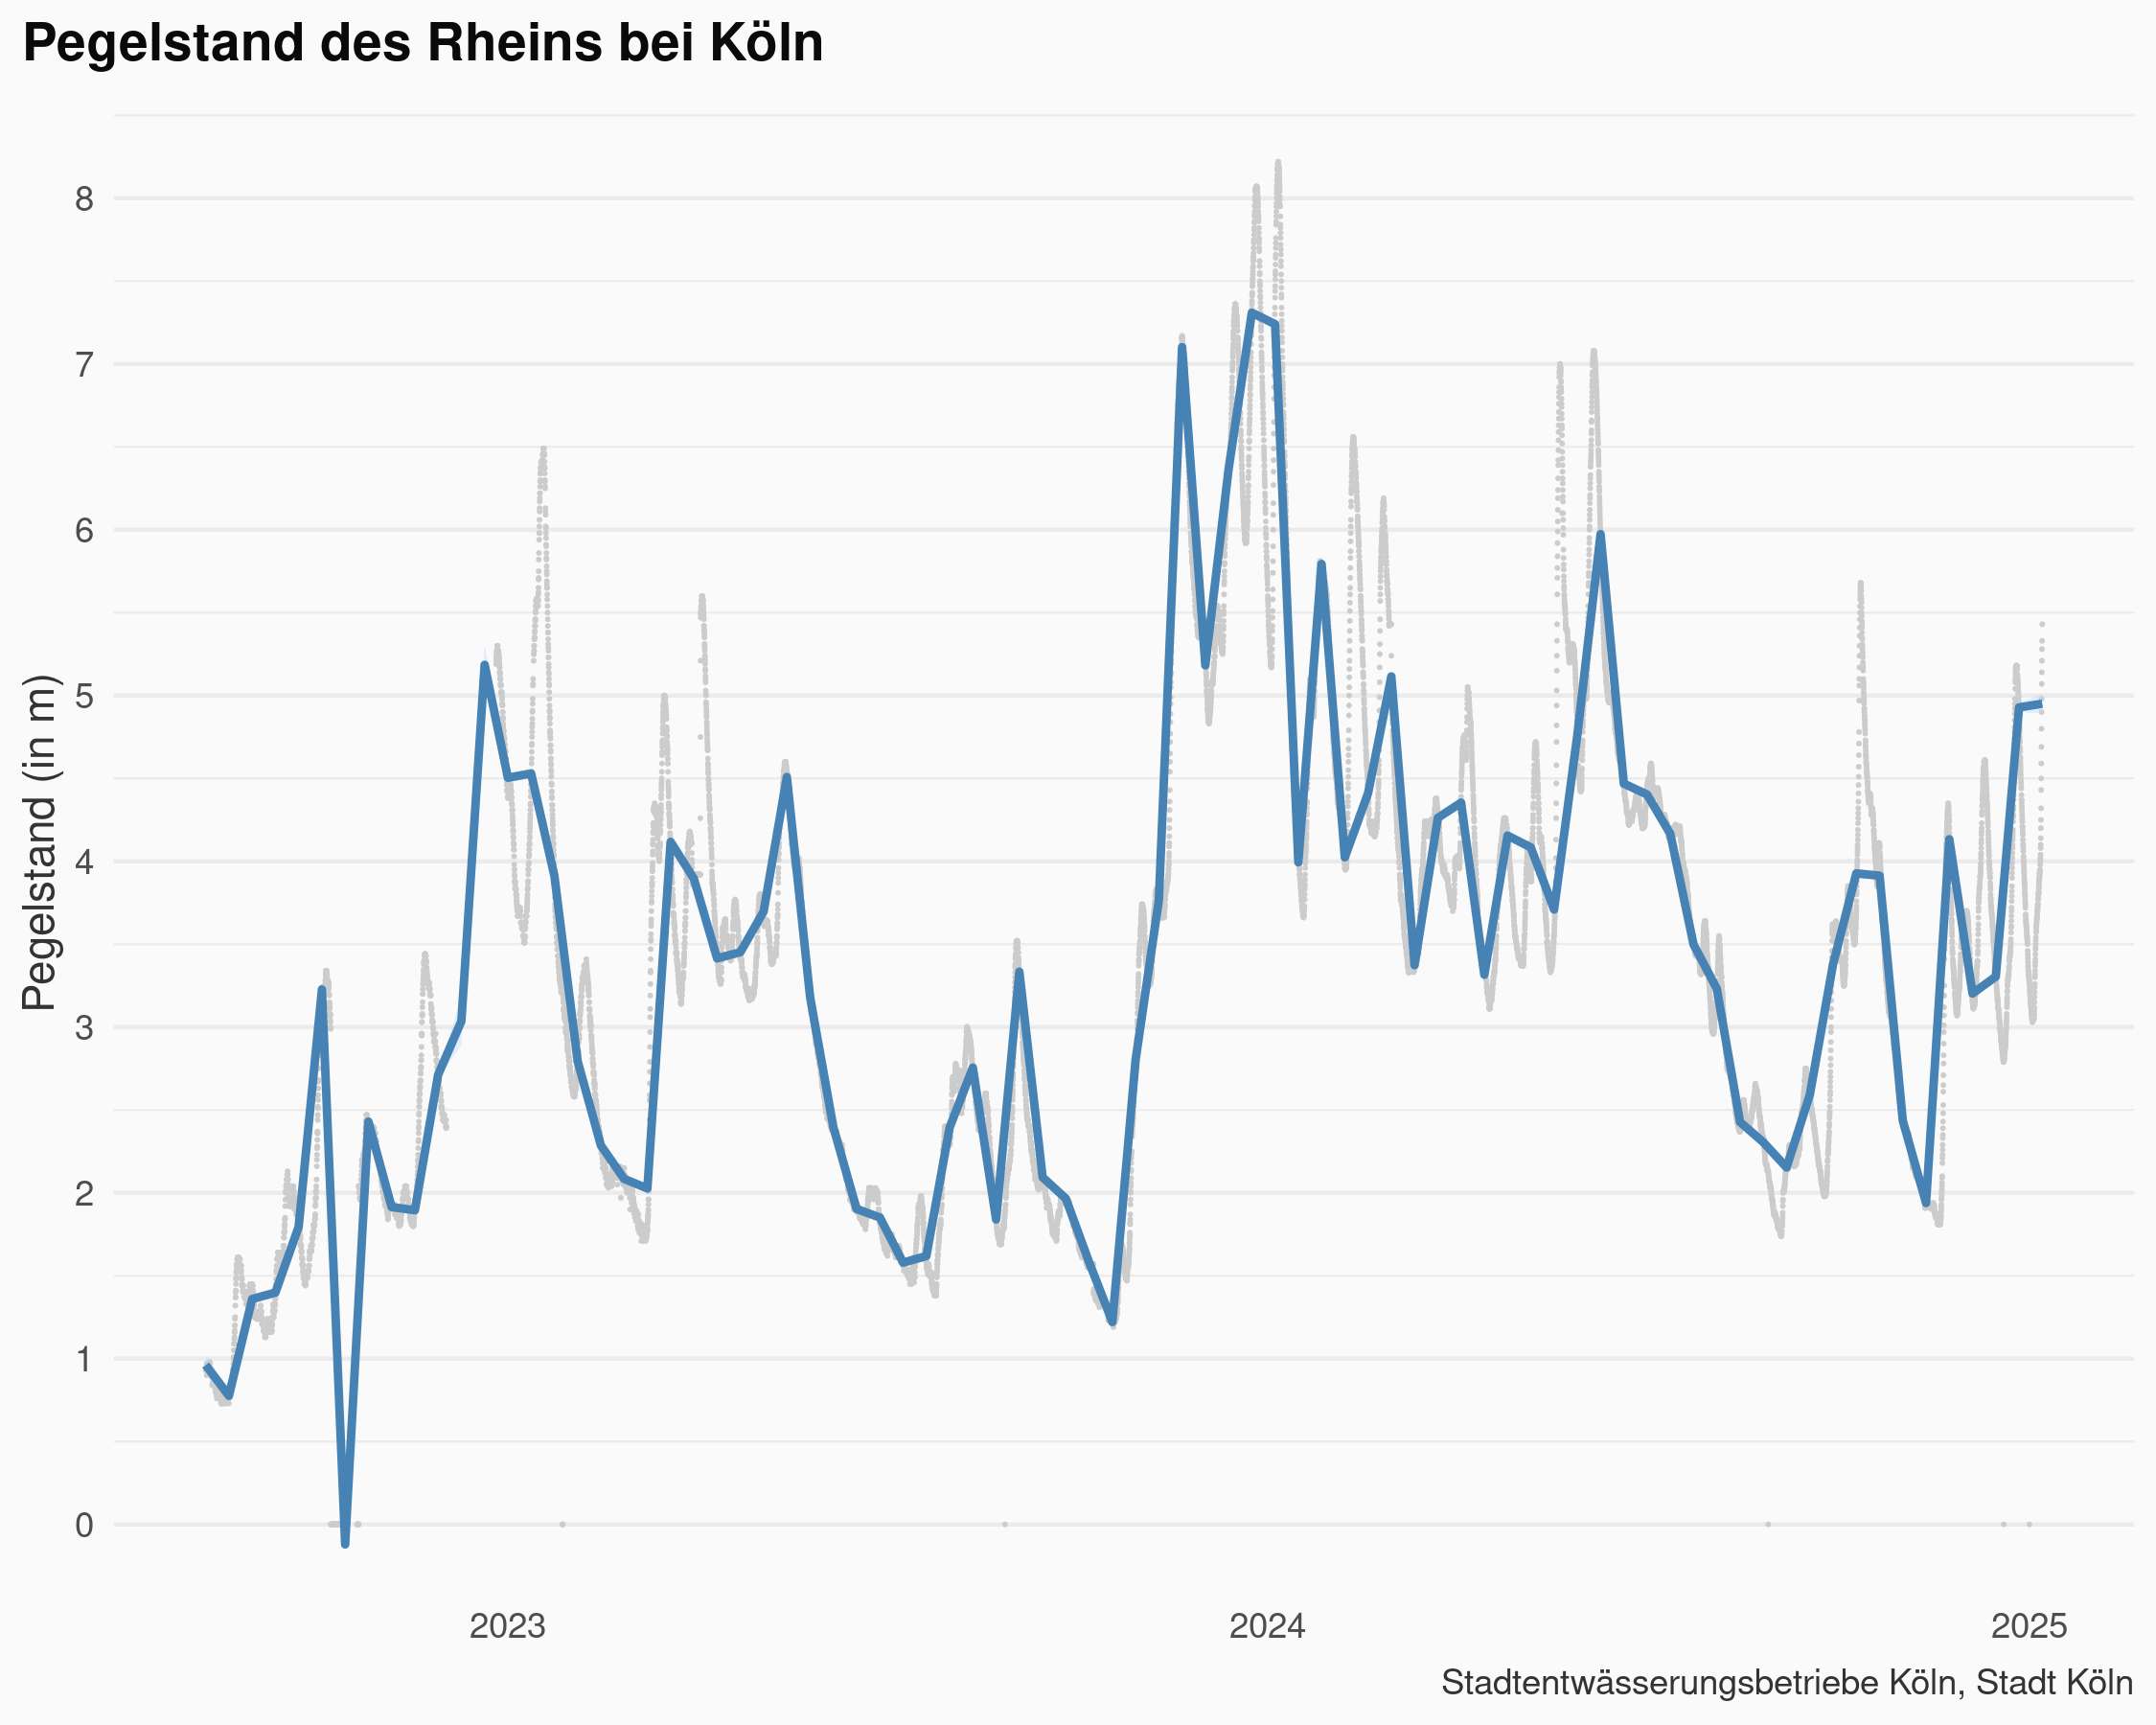 Pegelstand des Rheins bei Köln
Pegelstand (in m)
8
7
6
5
4
3
2
1
0
2023 2024 2025
Stadtentwässerungsbetriebe Köln, Stadt Köln